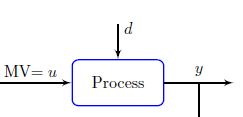 d
MV= u
Process
y